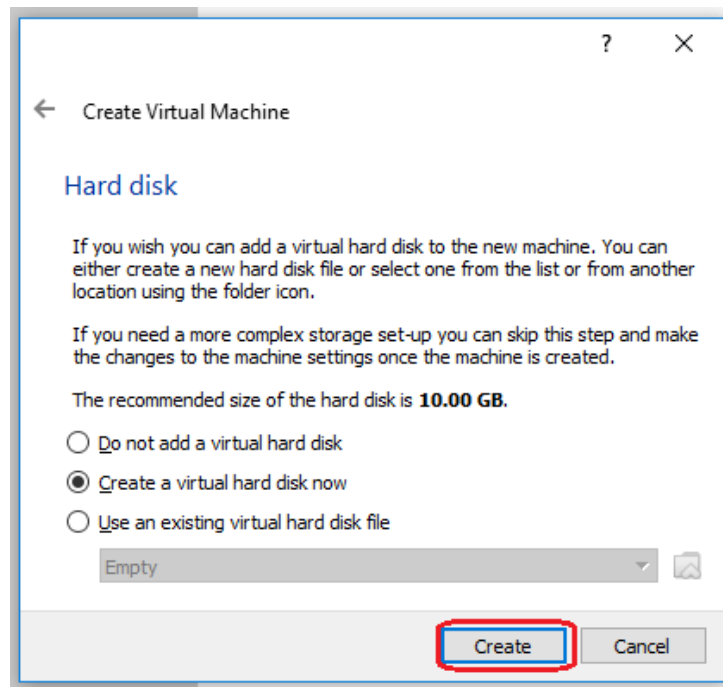 ?
Create Virtual Machine
Hard disk
If you wish you can add a virtual hard disk to the new machine. You can
either create a new hard disk file or select one from the list or from another
location using the folder icon.
If you need a more complex storage set-up you can skip this step and make
the changes to the machine settings once the machine is created.
The recommended size of the hard disk is 10.00 GB.
Do not add a virtual hard disk
Create a virtual hard disk now
Use an existing virtual hard disk file
Empty
Create Cancel